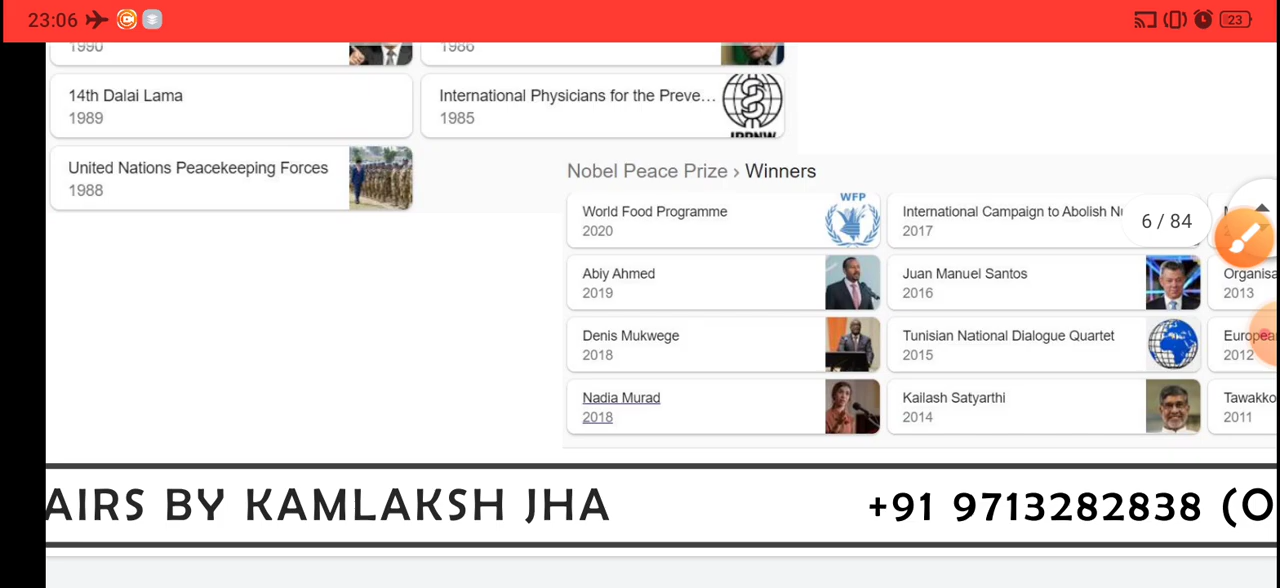 23:06
23
1990
1986
14th Dalai Lama
1989
International Physicians for the Preve...
1985
IPPNW
United Nations Peacekeeping Forces
1988
Nobel Peace Prize › Winners
World Food Programme
2020
WFP
International Campaign to Abolish Nu
2017
6 / 84
Abiy Ahmed
2019
Juan Manuel Santos
2016
Organisa
2013
Denis Mukwege
2018
Tunisian National Dialogue Quartet
2015
Europea
2012
Nadia Murad
2018
Kailash Satyarthi
2014
Tawakko
2011
AIRS BY KAMLAKSH JHA
+91 9713282838 (O